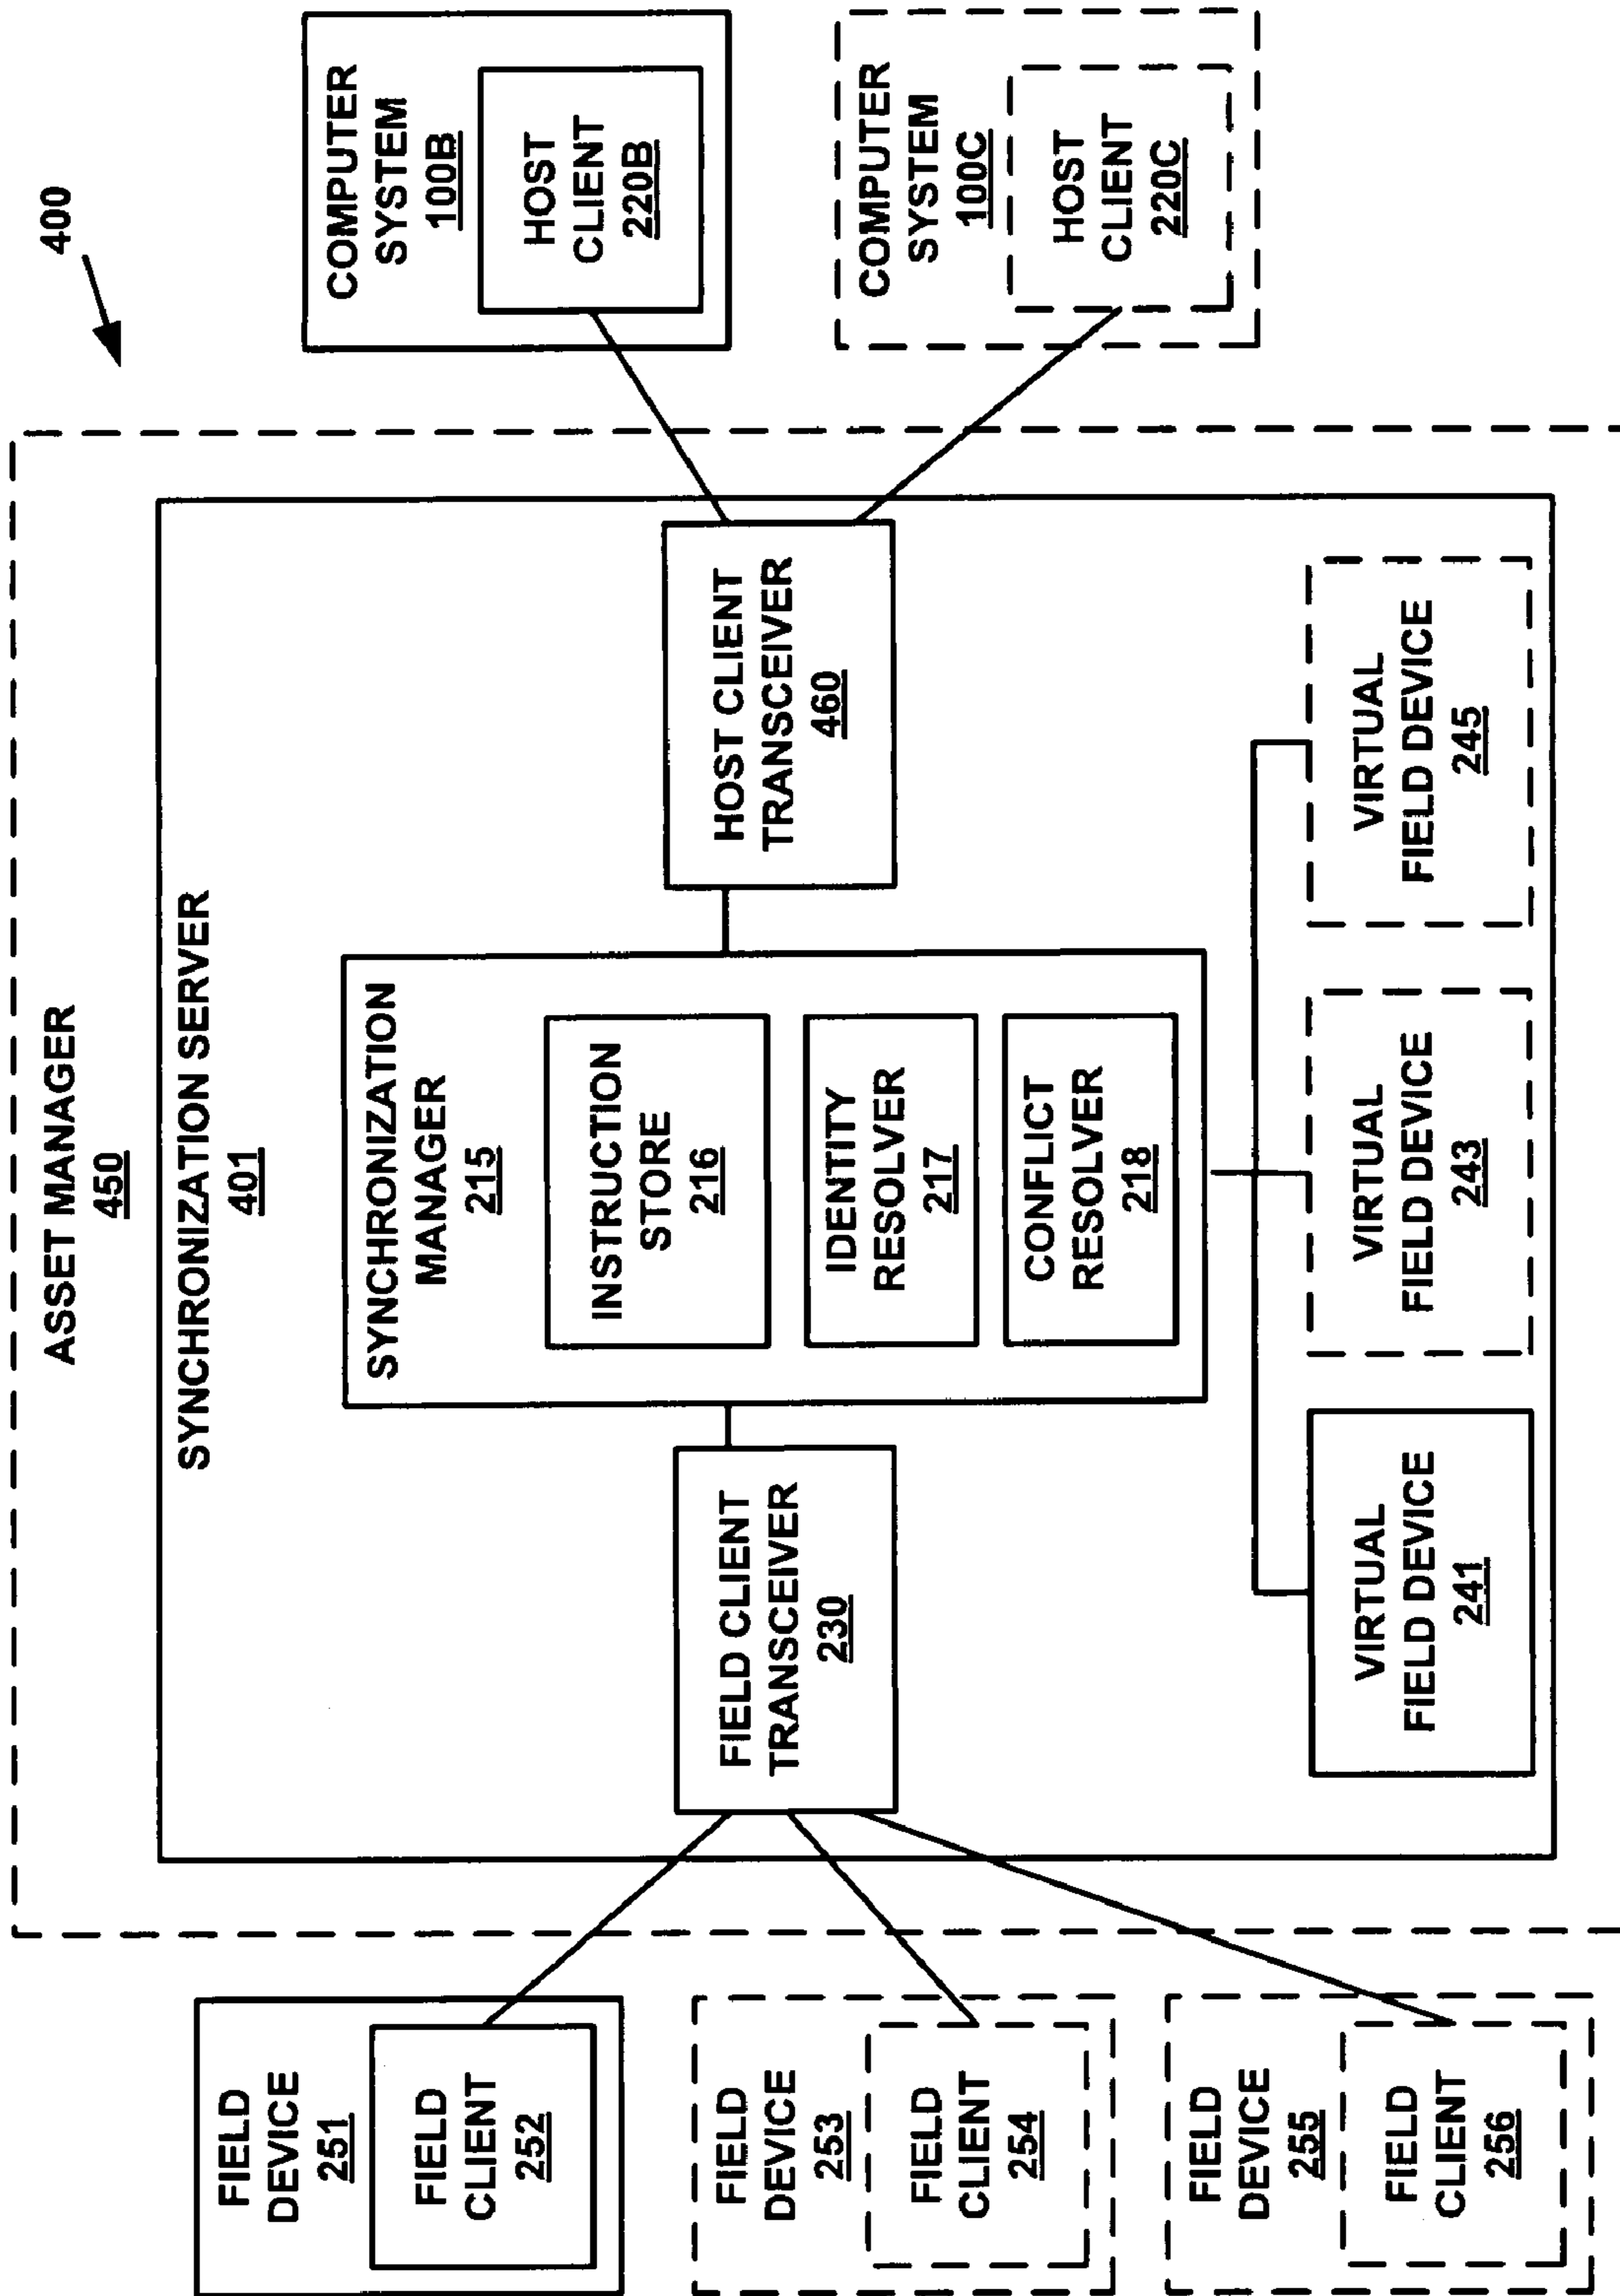 400
ASSET MANAGER
450
SYNCHRONIZATION SERVER
401
FIELD
DEVICE
251
FIELD
CLIENT
252
FIELD
DEVICE
253
FIELD
CLIENT
254
FIELD
DEVICE
255
FIELD
CLIENT
256
FIELD CLIENT
TRANSCEIVER
230
SYNCHRONIZATION
MANAGER
215
INSTRUCTION
STORE
216
IDENTITY
RESOLVER
217
CONFLICT
RESOLVER
218
HOST CLIENT
TRANSCEIVER
460
VIRTUAL
FIELD DEVICE
241
VIRTUAL
FIELD DEVICE
243
VIRTUAL
FIELD DEVICE
245
COMPUTER
SYSTEM
100B
HOST
CLIENT
220B
COMPUTER
SYSTEM
100C
HOST
CLIENT
220C